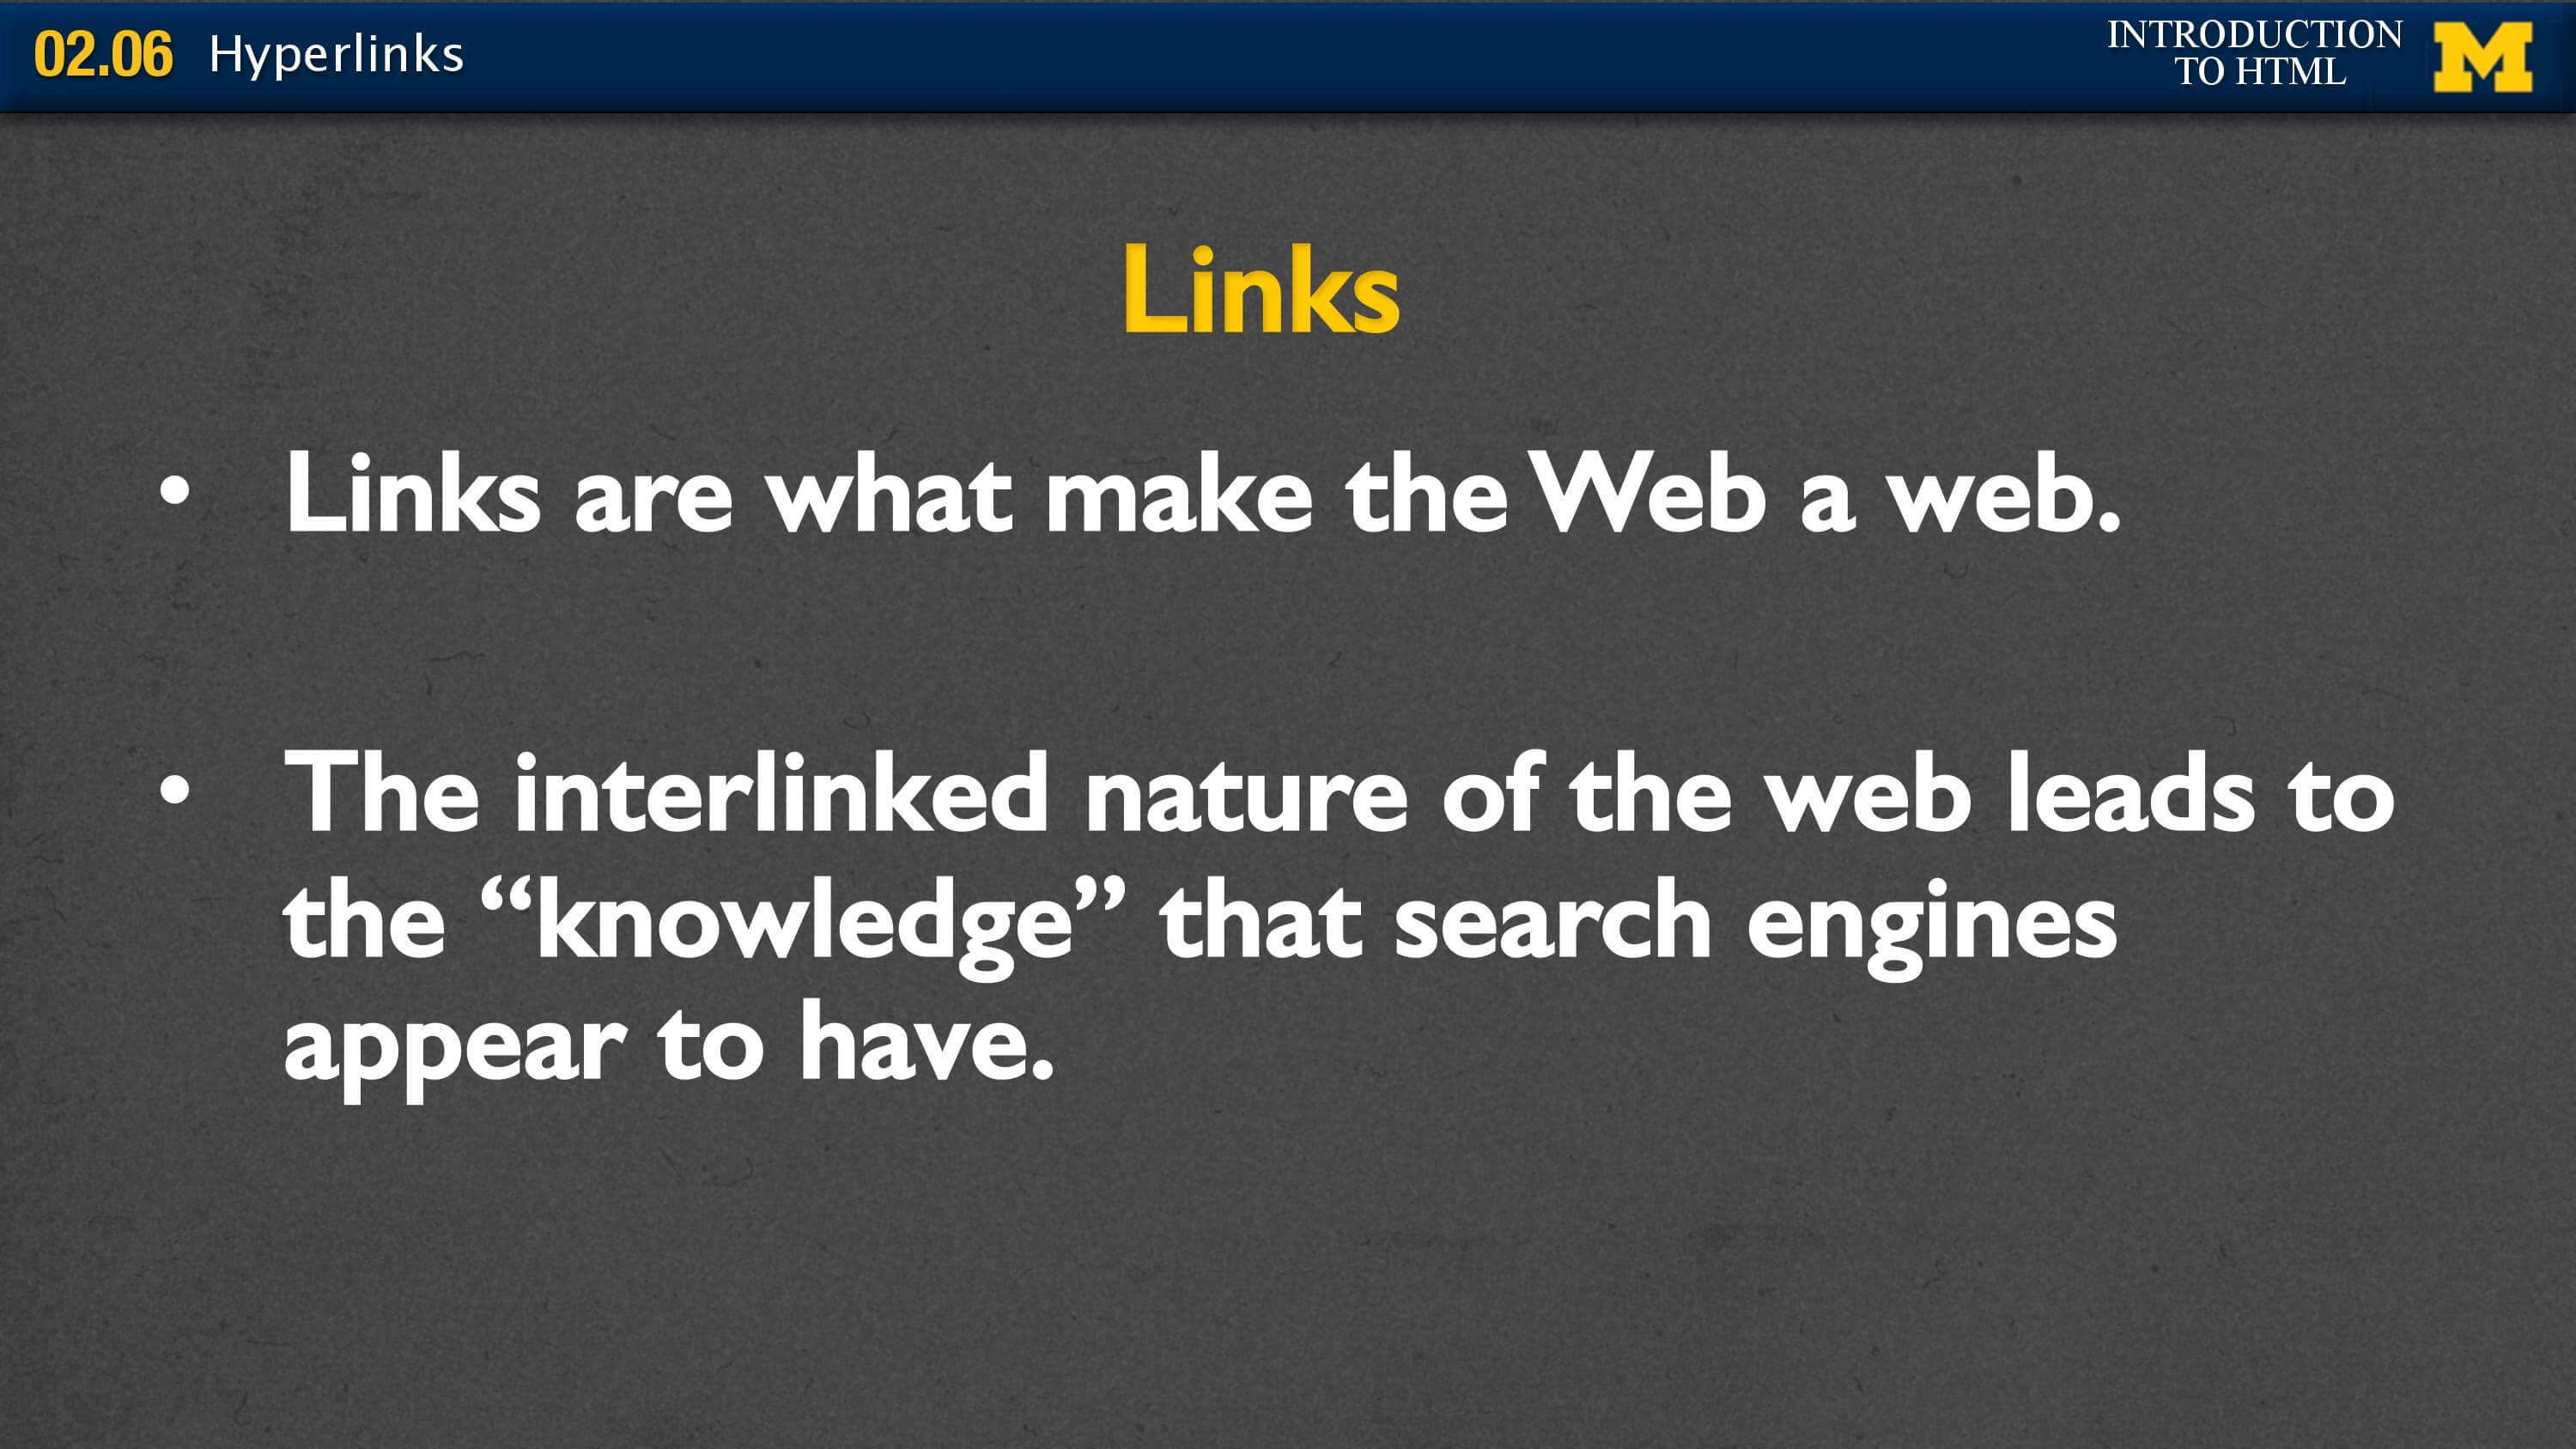 02.06 Hyperlinks
INTRODUCTION
TO HTML
M
Links
• Links are what make the Web a web.
• The interlinked nature of the web leads to
the “knowledge” that search engines
appear to have.